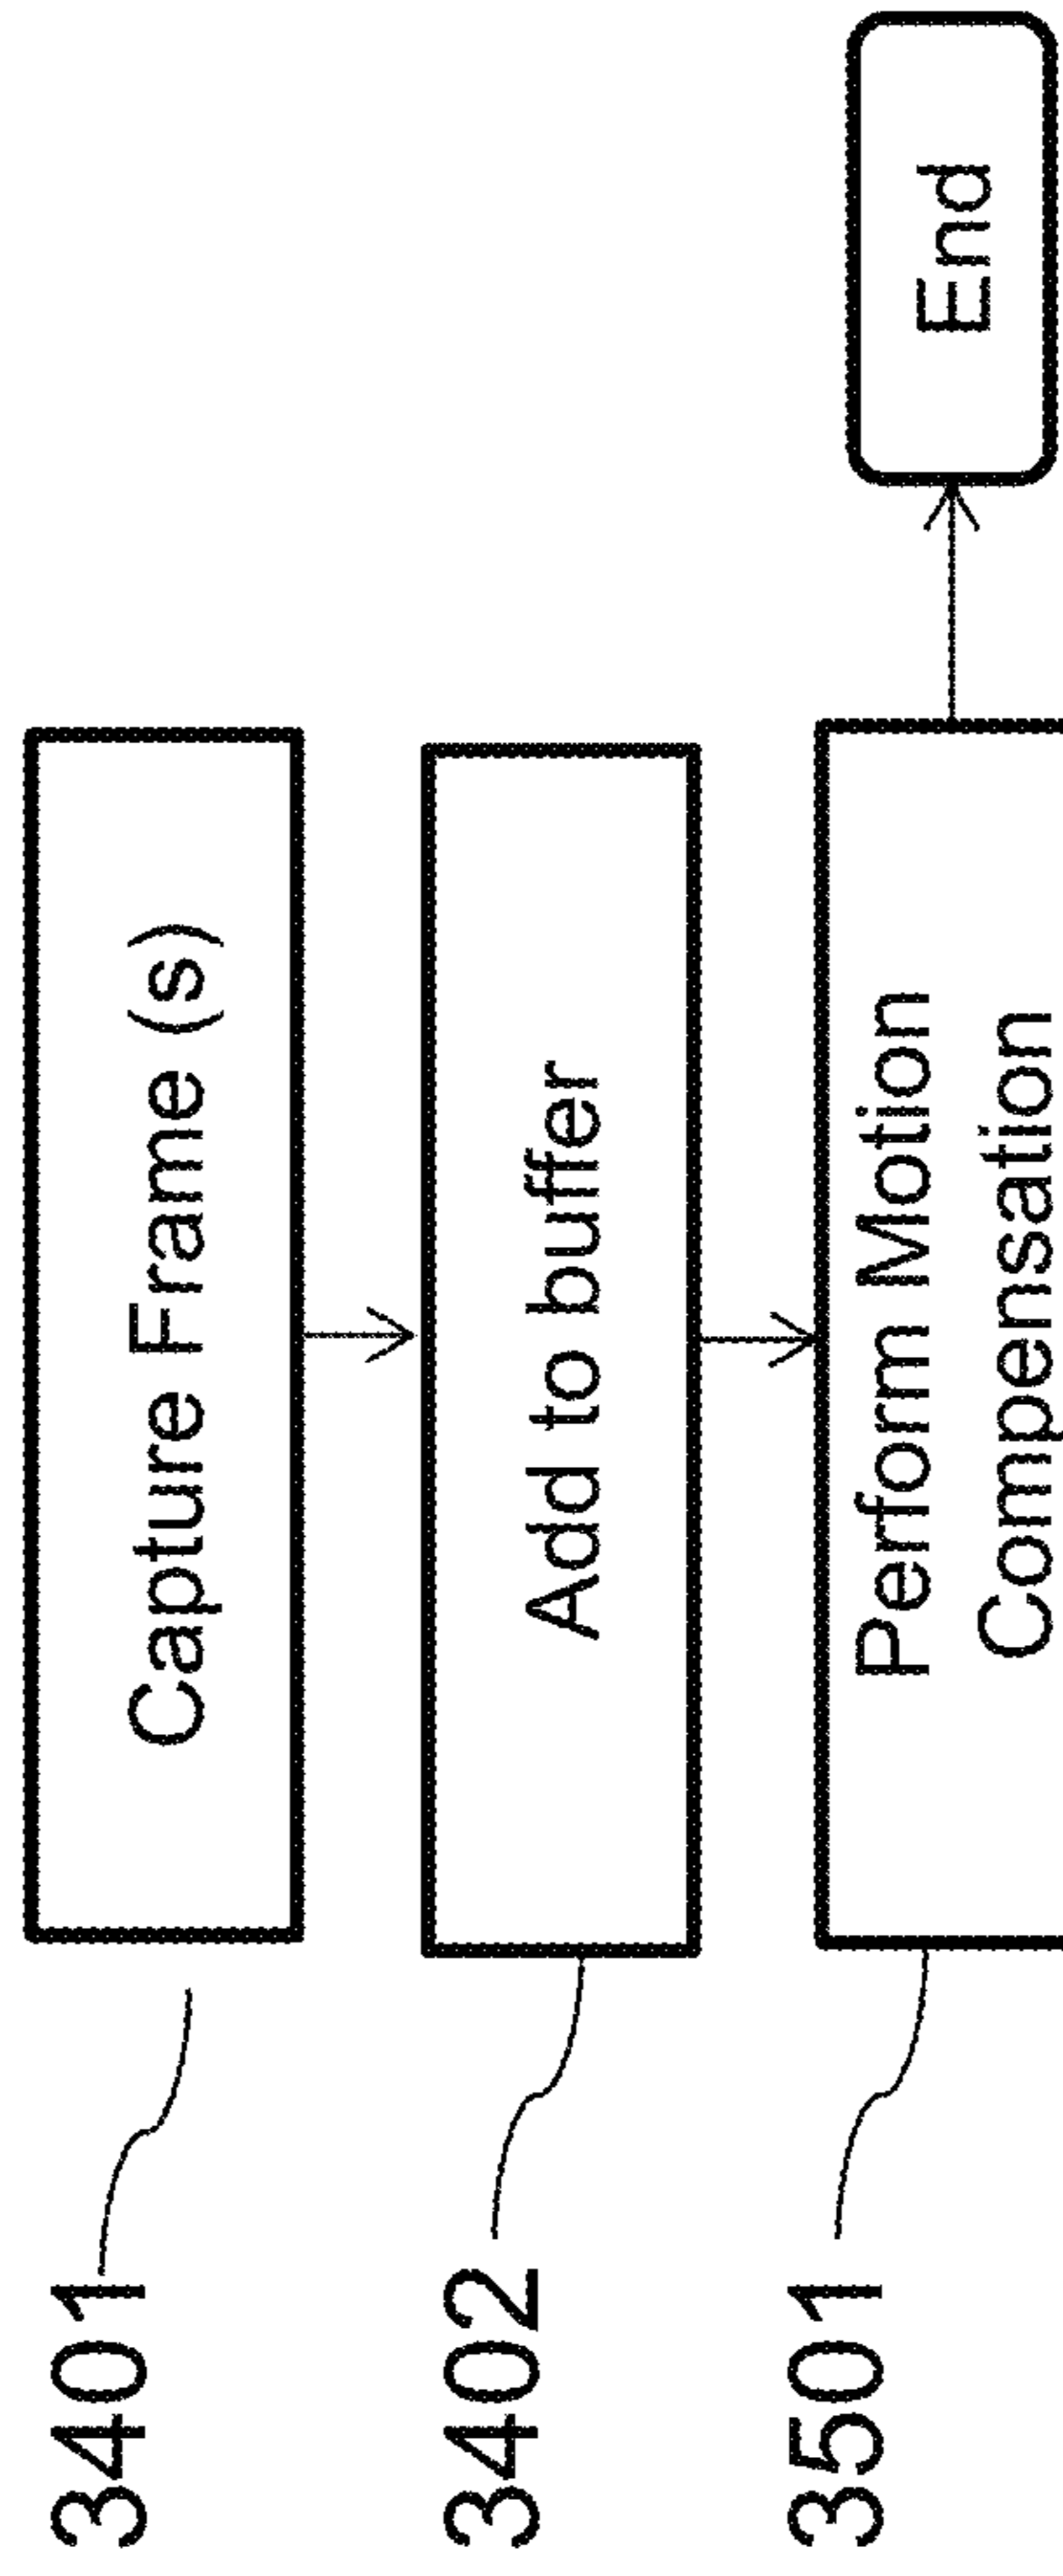 3401
Capture Frame (s)
3402
Add to buffer
3501
Perform Motion
Compensation
End